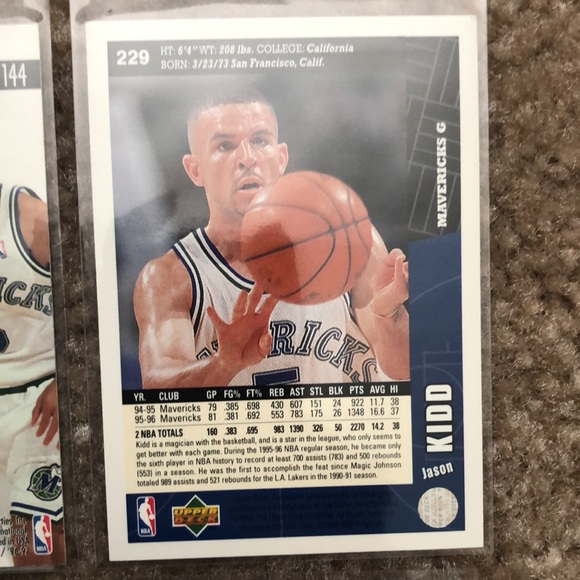 144
229
HT: 6'4" WT: 208 lbs. COLLEGE: California
BORN: 3/23/73 San Francisco, Calif.
MAVERICKS G
RICKS
YR. CLUB GP FG% FT% REB AST STL BLK PTS AVG HI
94-95 Mavericks 79 .385 .698 430 607 151 24 922 11.7 38
95-96 Mavericks 81 .381 .692 553 783 175 26 1348 16.6 37
2 NBA TOTALS 160 .383 .695 983 1390 326 50 2270 14.2 38
Kidd is a magician with the basketball, and is a star in the league, who only seems to
get better with each game. During the 1995-96 NBA regular season, he became only
the sixth player in NBA history to record at least 700 assists (783) and 500 rebounds
(553) in a season. He was the first to accomplish the feat since Magic Johnson
totaled 989 assists and 521 rebounds for the L.A. Lakers in the 1990-91 season.
Jason KIDD
NBA
UPPER
DECK
ICKS
NBA